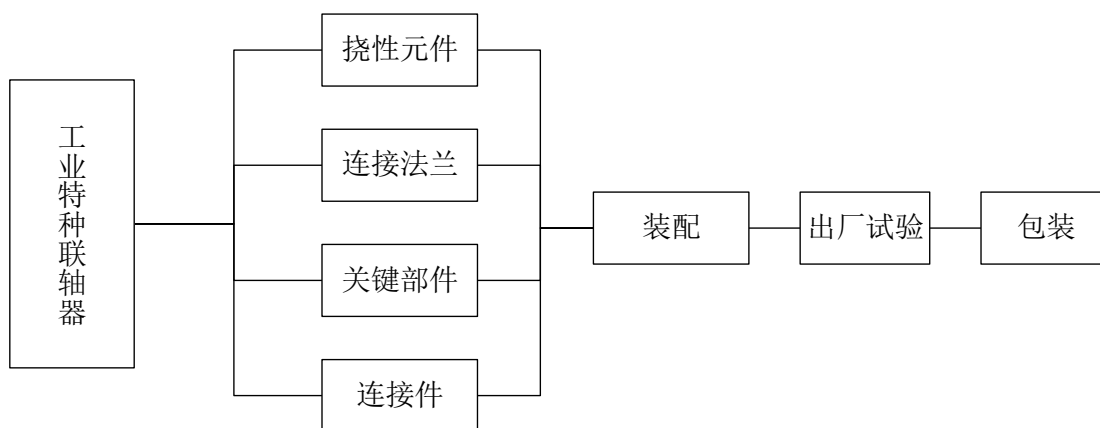 工业特种联轴器
挠性元件
连接法兰
关键部件
连接件
装配
出厂试验
包装